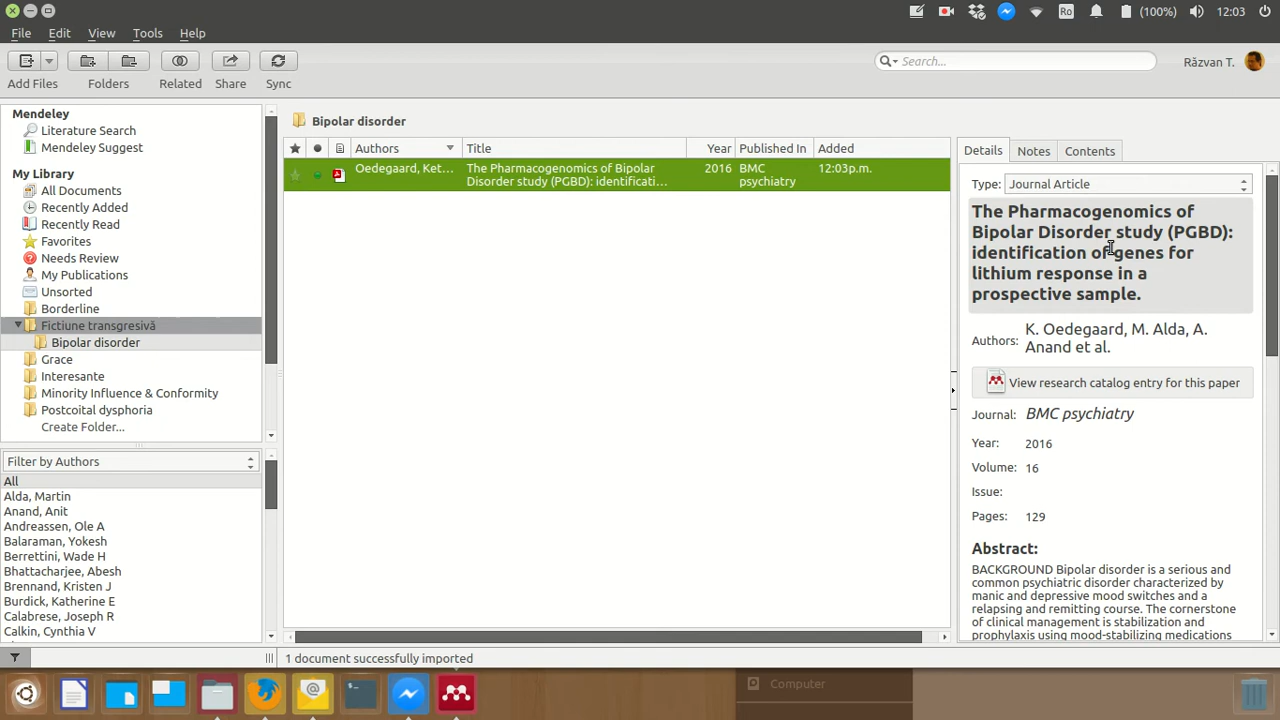 Ro
(100%)
12:03
File Edit View Tools Help
Search...
Răzvan T.
Add Files Folders Related Share Sync
Mendeley
Literature Search
Mendeley Suggest
My Library
All Documents
Recently Added
Recently Read
Favorites
Needs Review
My Publications
Unsorted
Borderline
Fictiune transgresivă
Bipolar disorder
Grace
Interesante
Minority Influence & Conformity
Postcoital dysphoria
Create Folder...
Filter by Authors
All
Alda, Martin
Anand, Anit
Andreassen, Ole A
Balaraman, Yokesh
Berrettini, Wade H
Bhattacharjee, Abesh
Brennand, Kristen J
Burdick, Katherine E
Calabrese, Joseph R
Calkin, Cynthia V
Bipolar disorder
Authors Title Year Published In Added
Oedegaard, Ket... The Pharmacogenomics of Bipolar 2016 BMC 12:03p.m.
Disorder study (PGBD): identificati... psychiatry
1 document successfully imported
Details Notes Contents
Type: Journal Article
The Pharmacogenomics of
Bipolar Disorder study (PGBD):
identification of genes for
lithium response in a
prospective sample.
Authors: K. Oedegaard, M. Alda, A.
Anand et al.
View research catalog entry for this paper
Journal: BMC psychiatry
Year: 2016
Volume: 16
Issue:
Pages: 129
Abstract:
BACKGROUND Bipolar disorder is a serious and
common psychiatric disorder characterized by
manic and depressive mood switches and a
relapsing and remitting course. The cornerstone
of clinical management is stabilization and
prophylaxis using mood-stabilizing medications
Computer